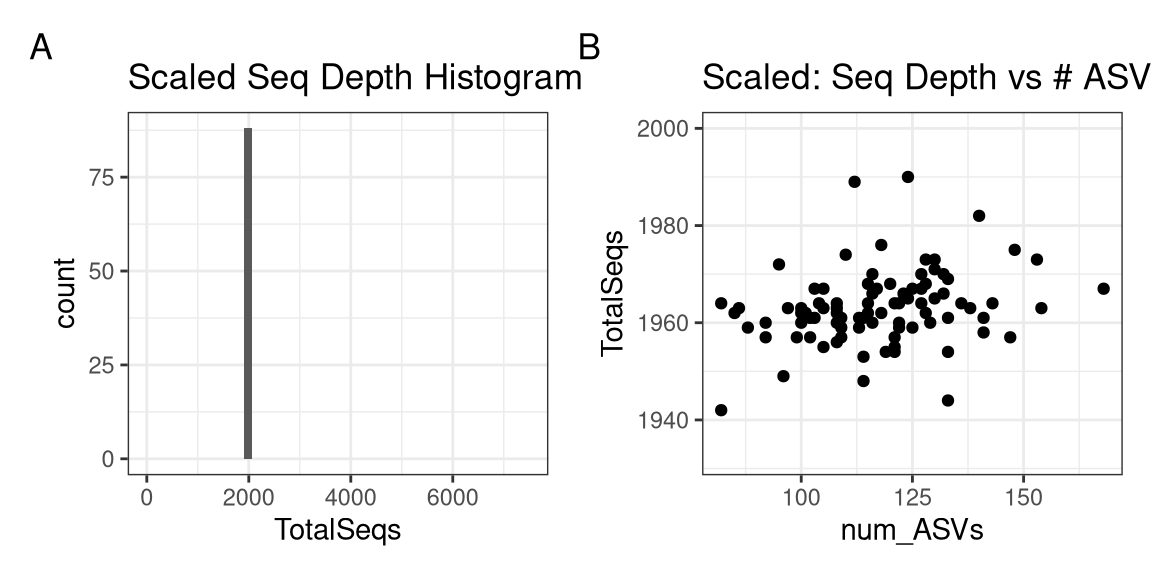 A
Scaled Seq Depth Histogram
count
75
50
25
0
0 2000 4000 6000
TotalSeqs
B
Scaled: Seq Depth vs # ASV
TotalSeqs
2000
1980
1960
1940
100 125 150
num_ASVs